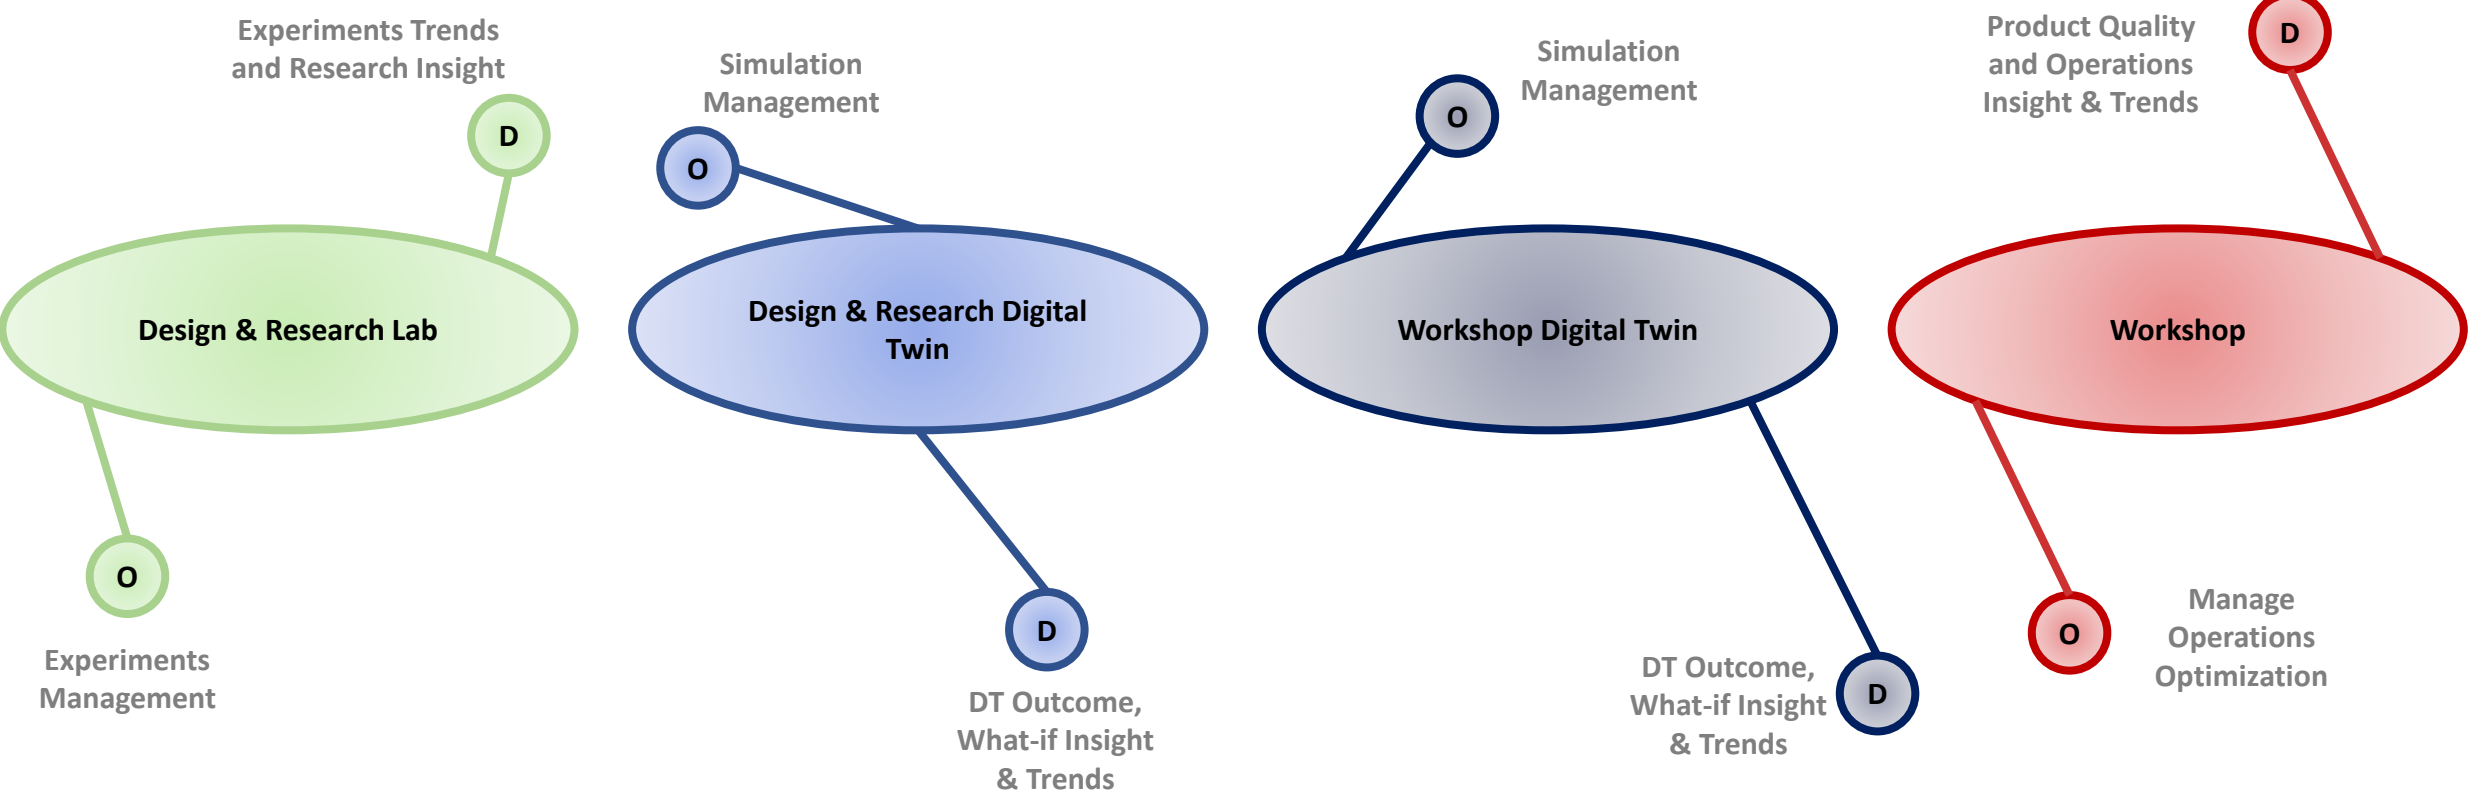 Experiments Trends
and Research Insight
D
Design & Research Lab
O
Experiments
Management
Simulation
Management
O
Design & Research Digital
Twin
D
DT Outcome,
What-if Insight
& Trends
Simulation
Management
O
Workshop Digital Twin
DT Outcome,
What-if Insight
& Trends
D
Product Quality
and Operations
Insight & Trends
D
Workshop
O
Manage
Operations
Optimization